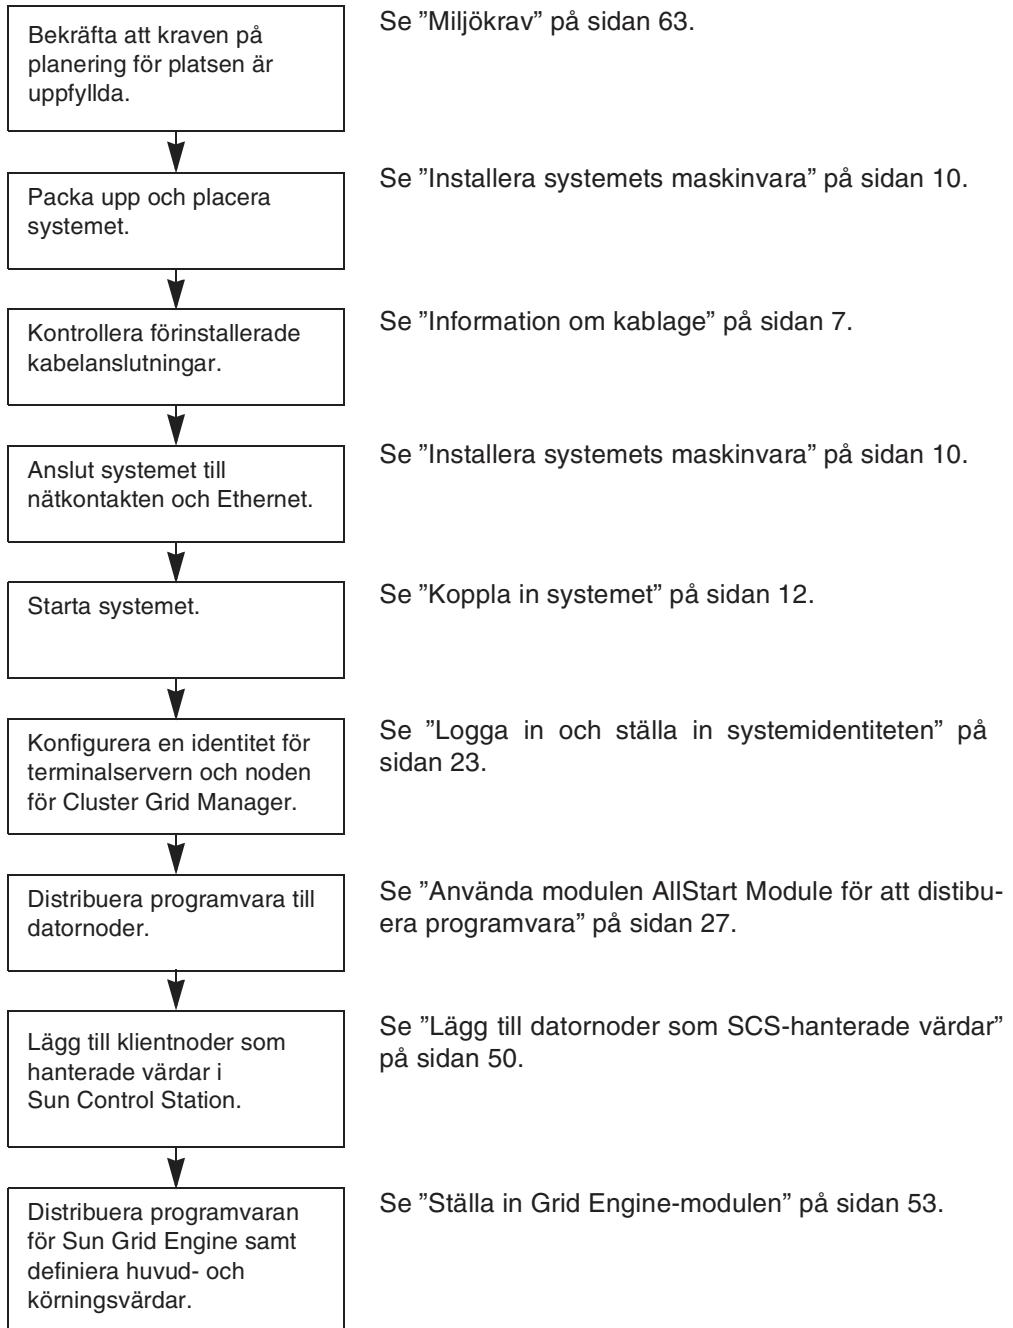 Bekräfta att kraven på
planering för platsen är
uppfyllda.
Se ”Miljökrav” på sidan 63.
Packa upp och placera
systemet.
Se ”Installera systemets maskinvara” på sidan 10.
Kontrollera förinstallerade
kabelanslutningar.
Se ”Information om kablage” på sidan 7.
Anslut systemet till
nätkontakten och Ethernet.
Se ”Installera systemets maskinvara” på sidan 10.
Starta systemet.
Se ”Koppla in systemet” på sidan 12.
Konfigurera en identitet för
terminalservern och noden
för Cluster Grid Manager.
Se ”Logga in och ställa in systemidentiteten” på
sidan 23.
Distribuera programvara till
datornoder.
Se ”Använda modulen AllStart Module för att distibu-
era programvara” på sidan 27.
Lägg till klientnoder som
hanterade värdar i
Sun Control Station.
Se ”Lägg till datornoder som SCS-hanterade värdar”
på sidan 50.
Distribuera programvaran
för Sun Grid Engine samt
definiera huvud- och
körningsvärdar.
Se ”Ställa in Grid Engine-modulen” på sidan 53.